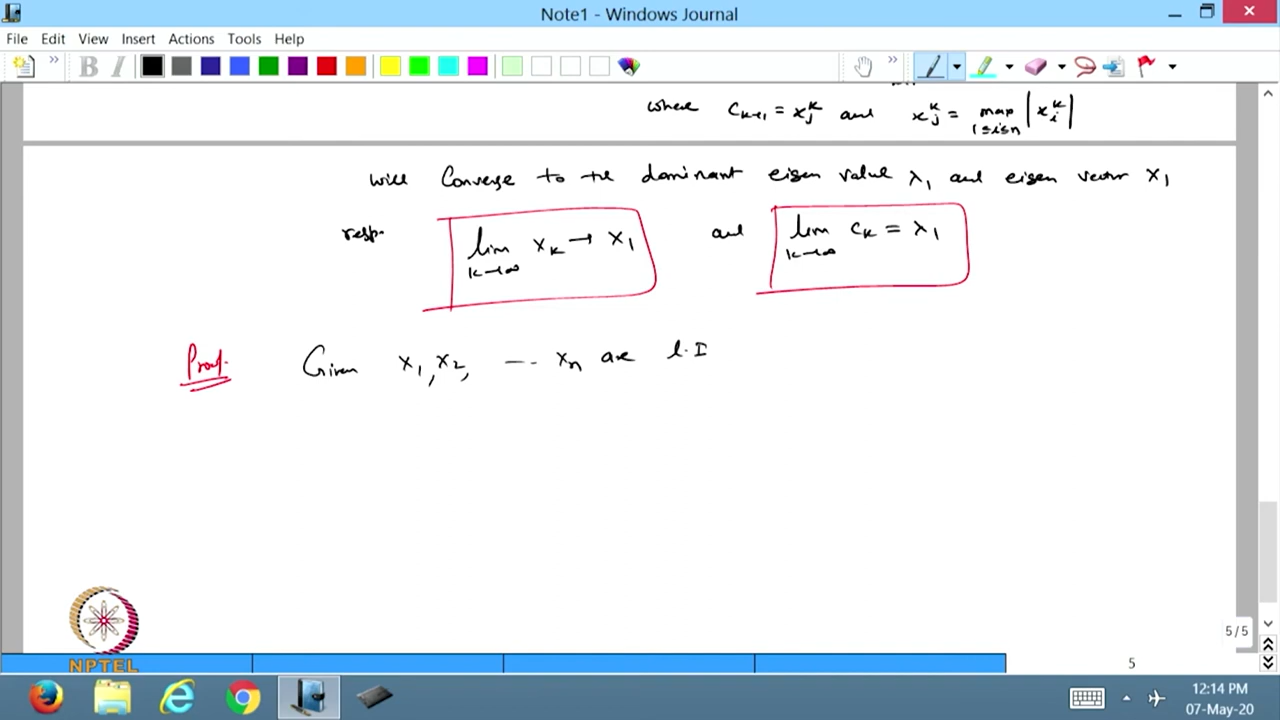 Note1 - Windows Journal
File Edit View Insert Actions Tools Help
where C_{k+1} = x_j^k and x_j^k = max_{1≤i≤n} |x_i^k|
will Converge to the dominant eigen value λ_1 and eigen vector X_1
resp. lim_{k→∞} X_k → X_1 and lim_{k→∞} C_k = λ_1
Proof. Given X_1, X_2, --- X_n are l.I
5 / 5
NPTEL
5
12:14 PM
07-May-20